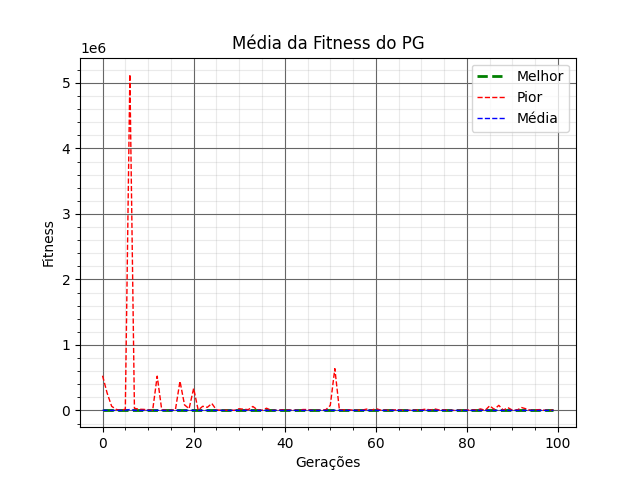 Média da Fitness do PG
1e6
Melhor
Pior
Média
5
4
3
2
1
0
Fitness
0 20 40 60 80 100
Gerações